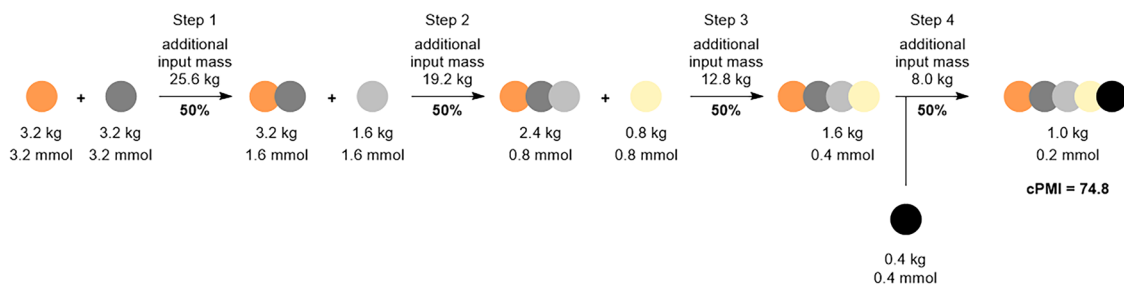 Step 1
additional
input mass
25.6 kg
50%
Step 2
additional
input mass
19.2 kg
50%
Step 3
additional
input mass
12.8 kg
50%
Step 4
additional
input mass
8.0 kg
50%
+
+
+
3.2 kg
3.2 mmol
3.2 kg
3.2 mmol
3.2 kg
1.6 mmol
1.6 kg
1.6 mmol
2.4 kg
0.8 mmol
0.8 kg
0.8 mmol
1.6 kg
0.4 mmol
1.0 kg
0.2 mmol
cPMI = 74.8
0.4 kg
0.4 mmol